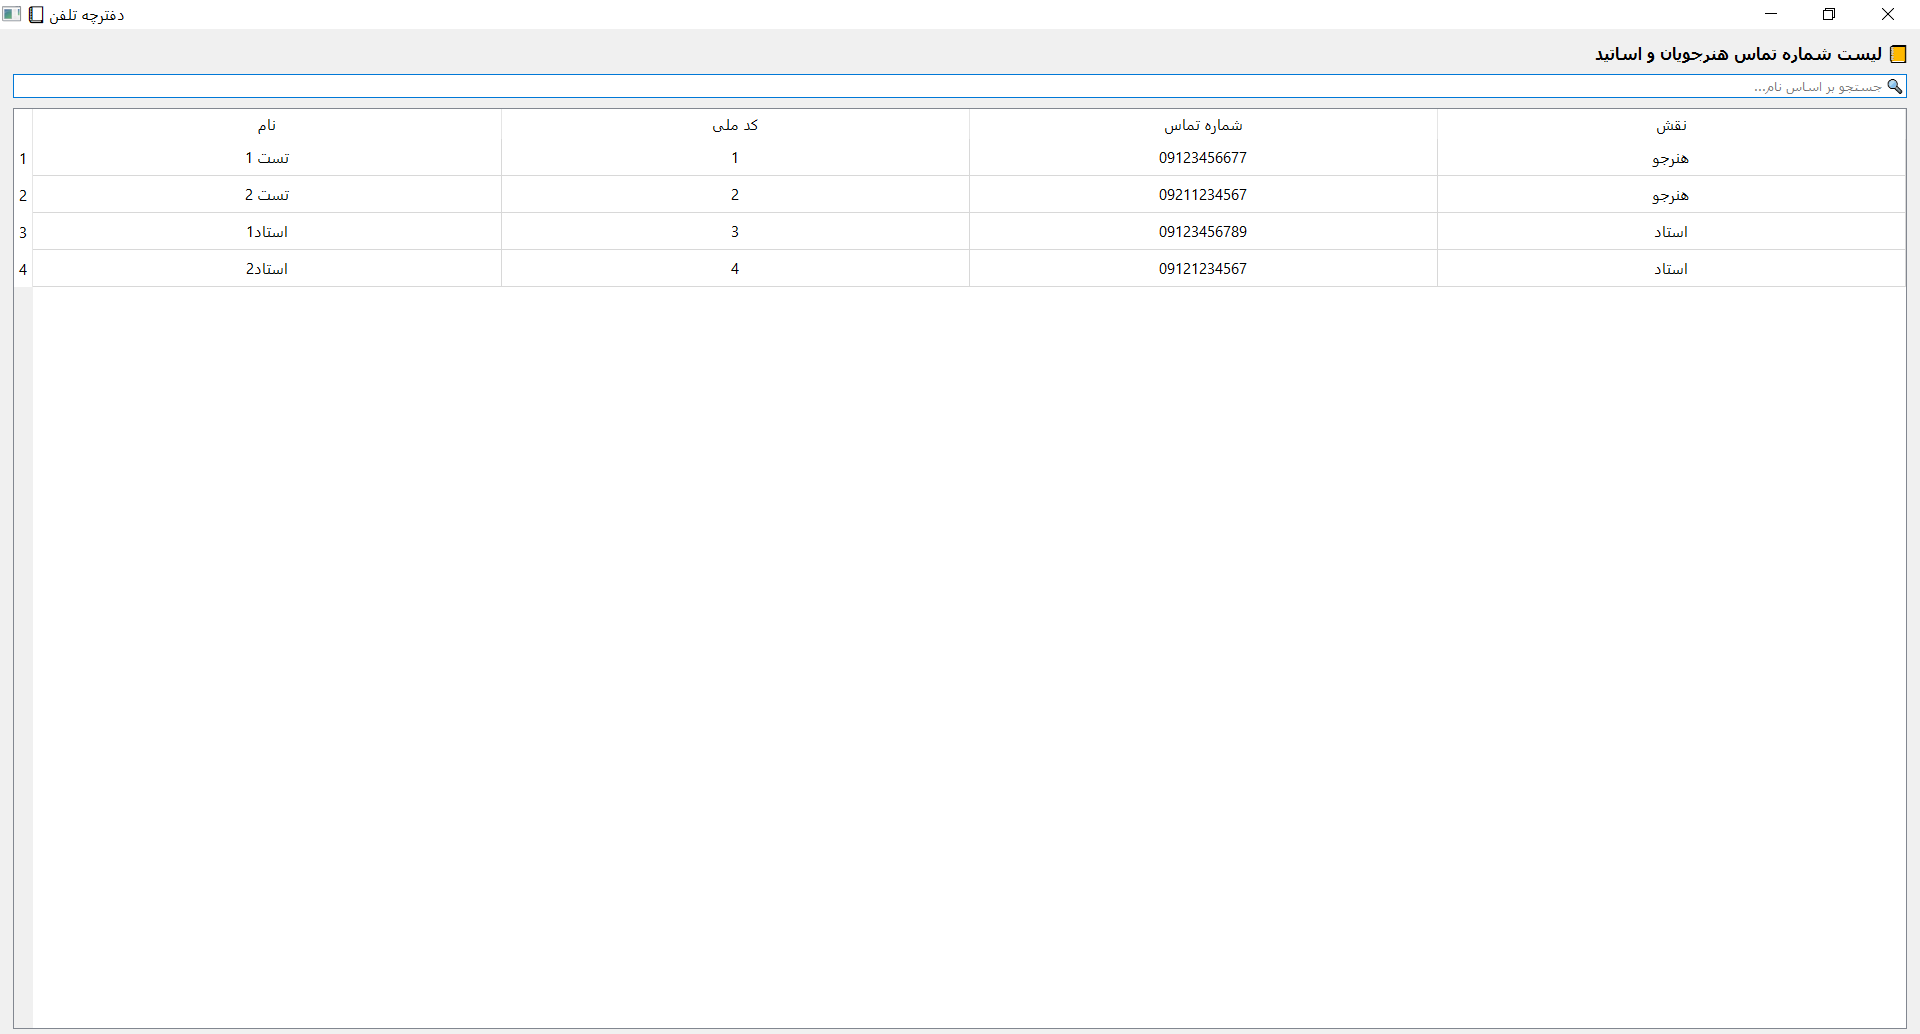 دفترچه تلفن
لیست شماره تماس هنرجویان و اساتید
جستجو بر اساس نام...
نام کد ملی شماره تماس نقش
1 تست 1 1 09123456677 هنرجو
2 تست 2 2 09211234567 هنرجو
3 استاد1 3 09123456789 استاد
4 استاد2 4 09121234567 استاد